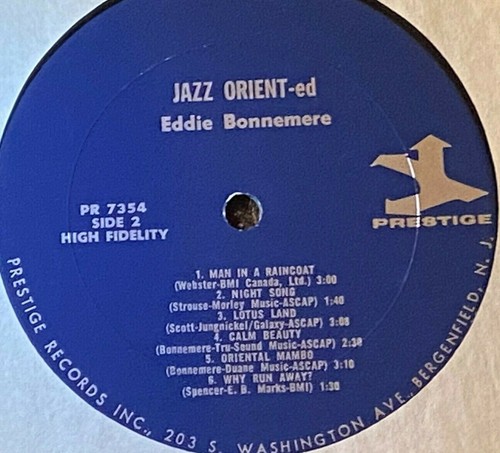 JAZZ ORIENT-ed
Eddie Bonnemere
PR 7354
SIDE 2
HIGH FIDELITY
PRESTIGE
1. MAN IN A RAINCOAT
(Webster-BMI Canada, Ltd.) 3:00
2. NIGHT SONG
(Strouse-Morley Music-ASCAP) 1:40
3. LOTUS LAND
(Scott-Jungnickel/Galaxy-ASCAP) 3:08
4. CALM BEAUTY
(Bonnemere-Tru-Sound Music-ASCAP) 2:38
5. ORIENTAL MAMBO
(Bonnemere-Duane Music-ASCAP) 3:10
6. WHY RUN AWAY?
(Spencer-E. B. Marks-BMI) 1:30
PRESTIGE RECORDS INC., 203 S. WASHINGTON AVE., BERGENFIELD, N. J.